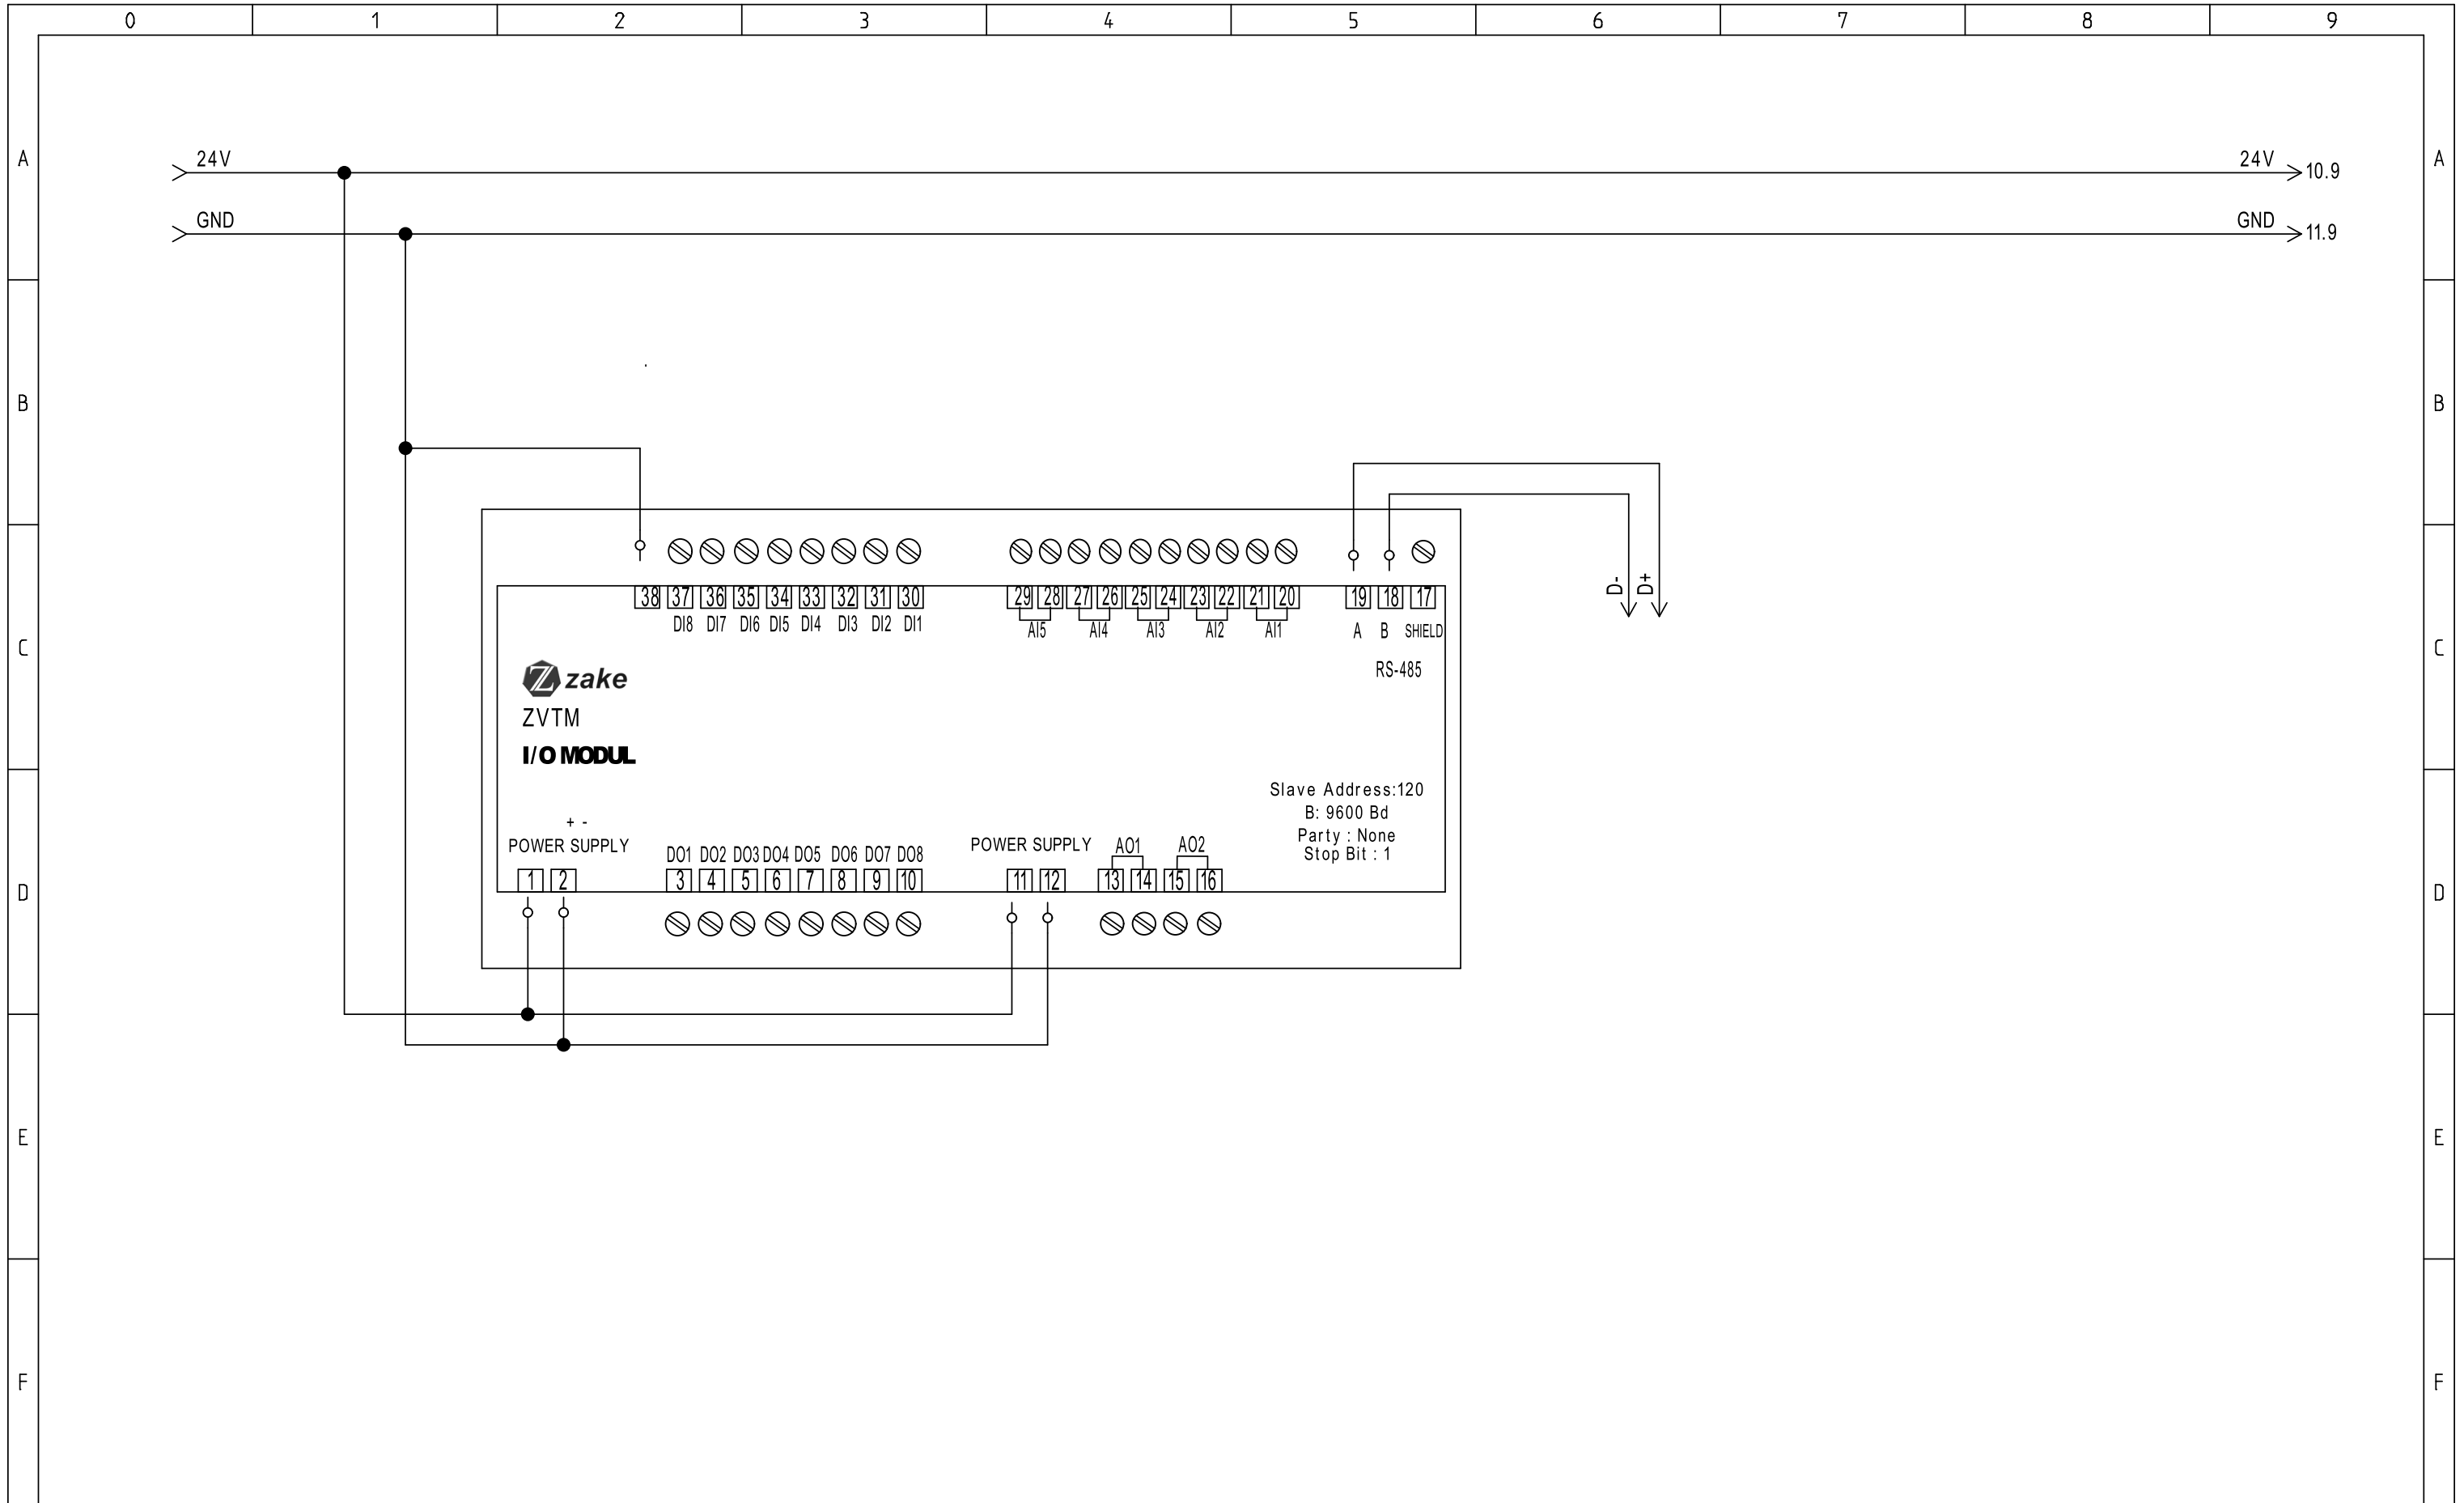 0 1 2 3 4 5 6 7 8 9
A 24V 24V 10.9 A
GND GND 11.9
B B
D- D+
38 37 36 35 34 33 32 31 30 29 28 27 26 25 24 23 22 21 20 19 18 17
DI8 DI7 DI6 DI5 DI4 DI3 DI2 DI1 AI5 AI4 AI3 AI2 AI1 A B SHIELD
C C
RS-485
Z zake
ZVTM
I/O MODUL
Slave Address:120
B: 9600 Bd
Party : None
Stop Bit : 1
+ -
POWER SUPPLY DO1 DO2 DO3 DO4 DO5 DO6 DO7 DO8 POWER SUPPLY AO1 AO2
1 2 3 4 5 6 7 8 9 10 11 12 13 14 15 16
D D
E E
F F